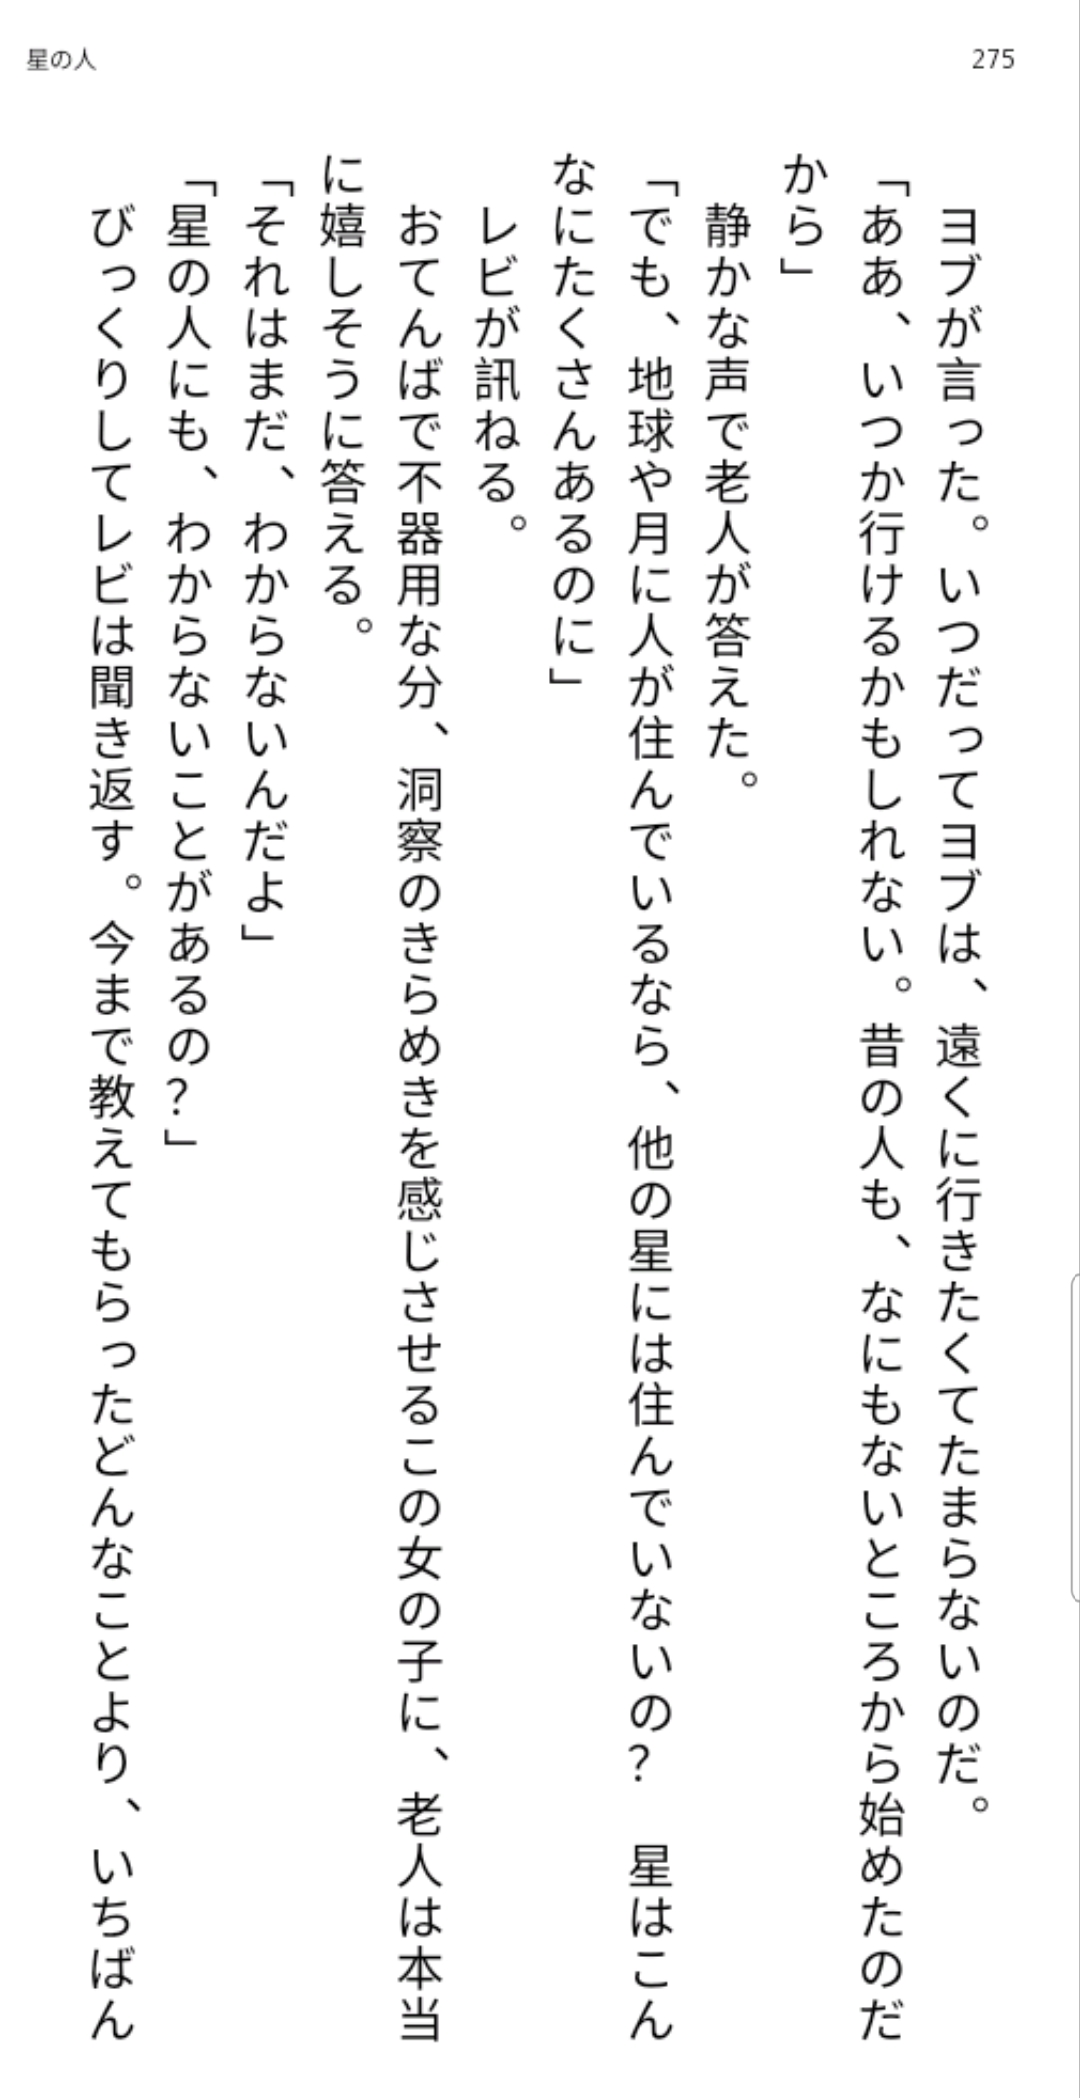 星の人
275
　ヨブが言った。いつだってヨブは、遠くに行きたくてたまらないのだ。
「ああ、いつか行けるかもしれない。昔の人も、なにもないところから始めたのだ
から」
　静かな声で老人が答えた。
「でも、地球や月に人が住んでいるなら、他の星には住んでいないの？　星はこん
なにたくさんあるのに」
　レビが訊ねる。
　おてんばで不器用な分、洞察のきらめきを感じさせるこの女の子に、老人は本当
に嬉しそうに答える。
「それはまだ、わからないんだよ」
「星の人にも、わからないことがあるの？」
　びっくりしてレビは聞き返す。今まで教えてもらったどんなことより、いちばん